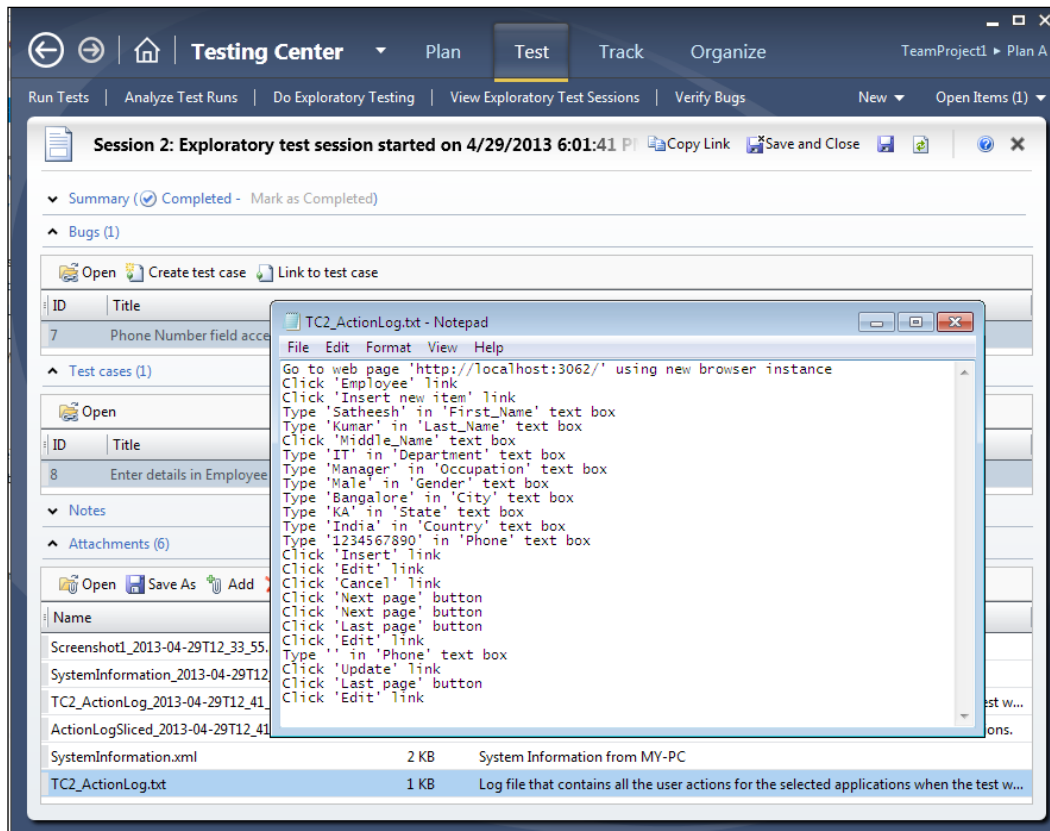 Testing Center Plan Test Track Organize TeamProject1 ▸ Plan A
Run Tests | Analyze Test Runs | Do Exploratory Testing | View Exploratory Test Sessions | Verify Bugs New Open Items (1)
Session 2: Exploratory test session started on 4/29/2013 6:01:41 Copy Link Save and Close
Summary ( Completed - Mark as Completed)
Bugs (1)
Open Create test case Link to test case
ID Title
7 Phone Number field acce
Test cases (1)
Open
ID Title
8 Enter details in Employee
Notes
Attachments (6)
Open Save As Add
Name
Screenshot1_2013-04-29T12_33_55.
SystemInformation_2013-04-29T12_
TC2_ActionLog_2013-04-29T12_41_ est w...
ActionLogSliced_2013-04-29T12_41 ons.
SystemInformation.xml 2 KB System Information from MY-PC
TC2_ActionLog.txt 1 KB Log file that contains all the user actions for the selected applications when the test w...
TC2_ActionLog.txt - Notepad
File Edit Format View Help
Go to web page 'http://localhost:3062/' using new browser instance
Click 'Employee' link
Click 'Insert new item' link
Type 'Satheesh' in 'First_Name' text box
Type 'Kumar' in 'Last_Name' text box
Click 'Middle_Name' text box
Type 'IT' in 'Department' text box
Type 'Manager' in 'Occupation' text box
Type 'Male' in 'Gender' text box
Type 'Bangalore' in 'City' text box
Type 'KA' in 'State' text box
Type 'India' in 'Country' text box
Type '1234567890' in 'Phone' text box
Click 'Insert' link
Click 'Edit' link
Click 'Cancel' link
Click 'Next page' button
Click 'Next page' button
Click 'Last page' button
Click 'Edit' link
Type '' in 'Phone' text box
Click 'Update' link
Click 'Last page' button
Click 'Edit' link